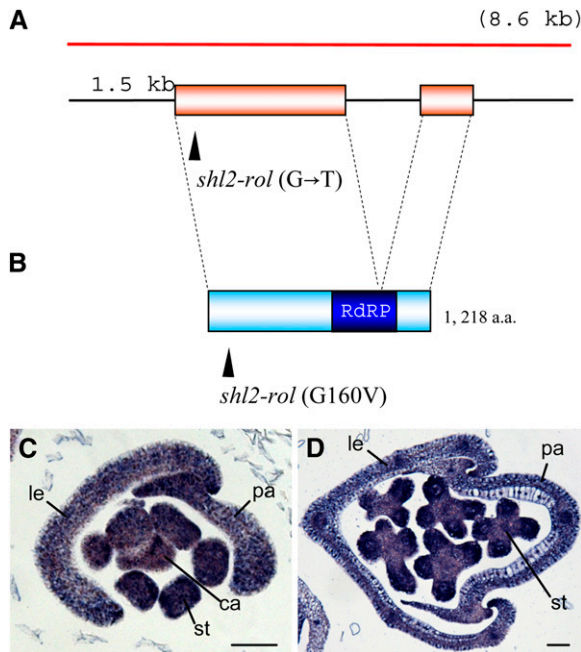 A
(8.6 kb)
1.5 kb
shl2-rol (G→T)
B
RdRP
1, 218 a.a.
shl2-rol (G160V)
C
le
pa
ca
st
D
le
pa
st